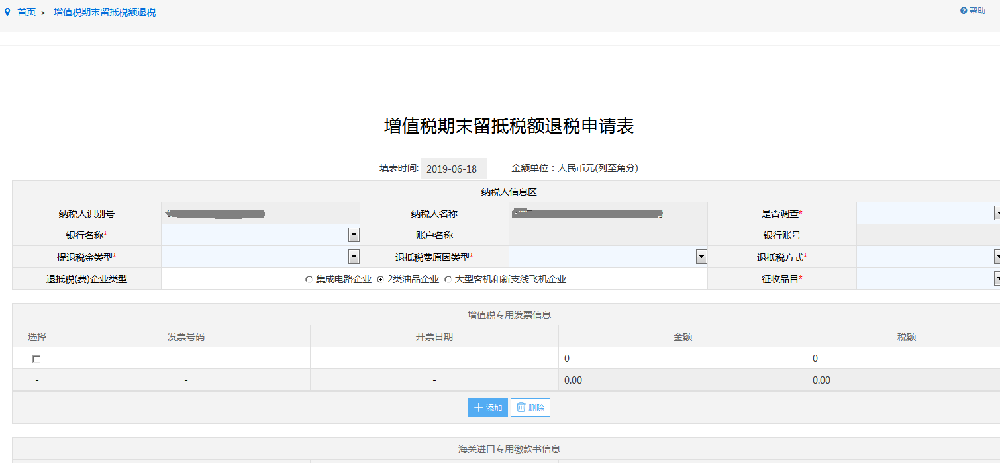 首页 > 增值税期末留抵税额退税
帮助
增值税期末留抵税额退税申请表
填表时间: 2019-06-18 金额单位：人民币元(列至角分)
纳税人信息区
纳税人识别号 纳税人名称 是否调查*
银行名称* 账户名称 银行账号
提退税金类型* 退抵税费原因类型* 退抵税方式*
退抵税(费)企业类型 集成电路企业 2类油品企业 大型客机和新支线飞机企业 征收品目*
增值税专用发票信息
选择 发票号码 开票日期 金额 税额
0 0
- - - 0.00 0.00
添加 删除
海关进口专用缴款书信息